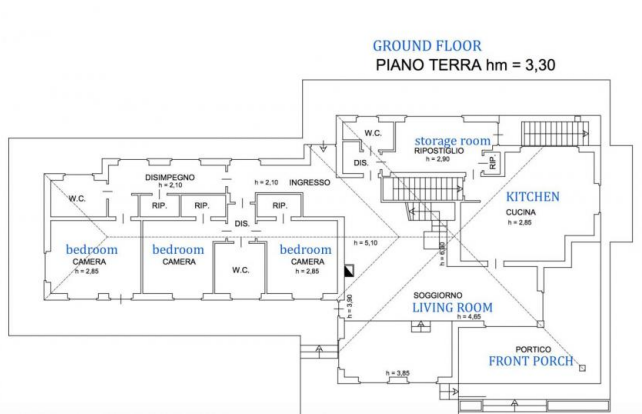 GROUND FLOOR
PIANO TERRA hm = 3,30
W.C.
storage room
RIPOSTIGLIO
h = 2,90
DIS.
RIP.
DISIMPEGNO
h = 2,10
h = 2,10
INGRESSO
W.C.
RIP.
RIP.
RIP.
KITCHEN
CUCINA
h = 2,85
DIS.
bedroom
CAMERA
h = 2,85
bedroom
CAMERA
W.C.
bedroom
CAMERA
h = 2,85
h = 5,10
h = 6,80
h = 3,90
SOGGIORNO
LIVING ROOM
h = 4,65
PORTICO
FRONT PORCH
h = 3,85